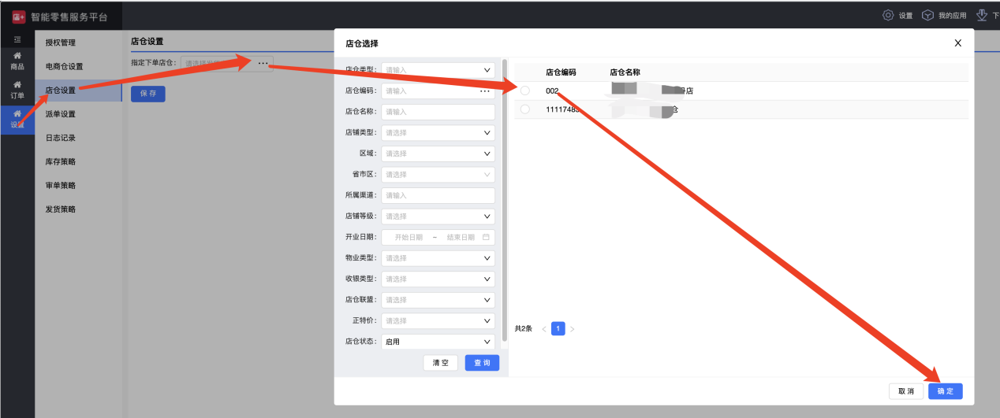 店+ 智能零售服务平台
设置 我的应用 下
商品
订单
设置
授权管理
电商仓设置
店仓设置
派单设置
日志记录
库存策略
审单策略
发货策略
店仓设置
指定下单店仓:
保 存
店仓选择
店仓类型: 请输入
店仓编码: 请输入
店仓名称: 请输入
店铺类型: 请选择
区域: 请选择
省市区: 请选择
所属渠道: 请输入
店铺等级: 请选择
开业日期: 开始日期 ~ 结束日期
物业类型: 请选择
收银类型: 请选择
店仓联盟: 请选择
正特价: 请选择
店仓状态: 启用
清 空 查 询
店仓编码 店仓名称
002 店
共2条 < 1 >
取 消 确 定